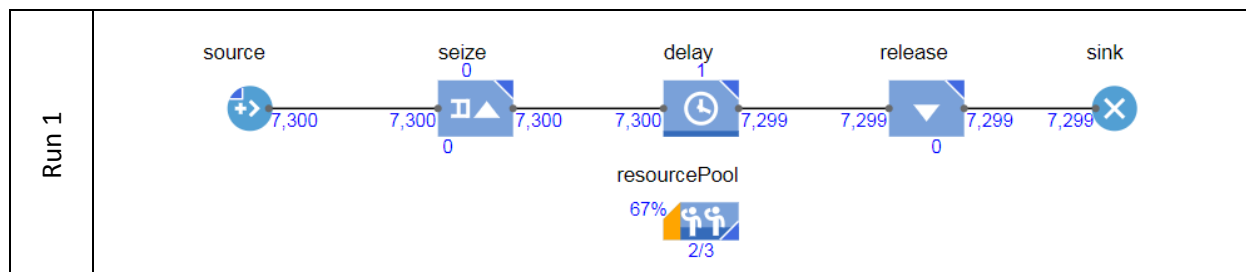 Run 1
source seize delay release sink
0 1
7,300 7,300 7,300 7,300 7,299 7,299 7,299 7,299
0 0
resourcePool
67%
2/3